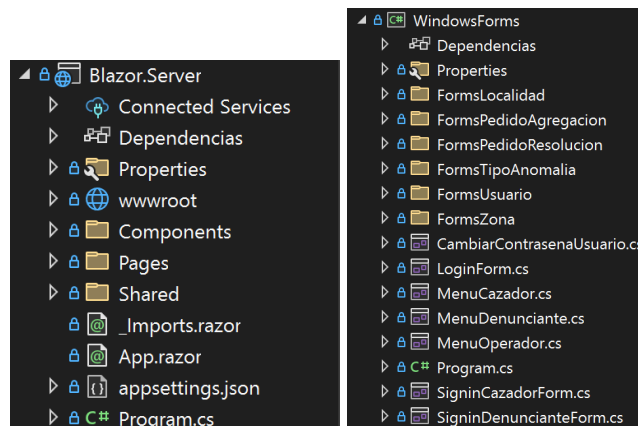 Blazor.Server
Connected Services
Dependencias
Properties
wwwroot
Components
Pages
Shared
_Imports.razor
App.razor
appsettings.json
C# Program.cs
C# WindowsForms
Dependencias
Properties
FormsLocalidad
FormsPedidoAgregacion
FormsPedidoResolucion
FormsTipoAnomalia
FormsUsuario
FormsZona
CambiarContrasenaUsuario.cs
LoginForm.cs
MenuCazador.cs
MenuDenunciante.cs
MenuOperador.cs
C# Program.cs
SigninCazadorForm.cs
SigninDenuncianteForm.cs